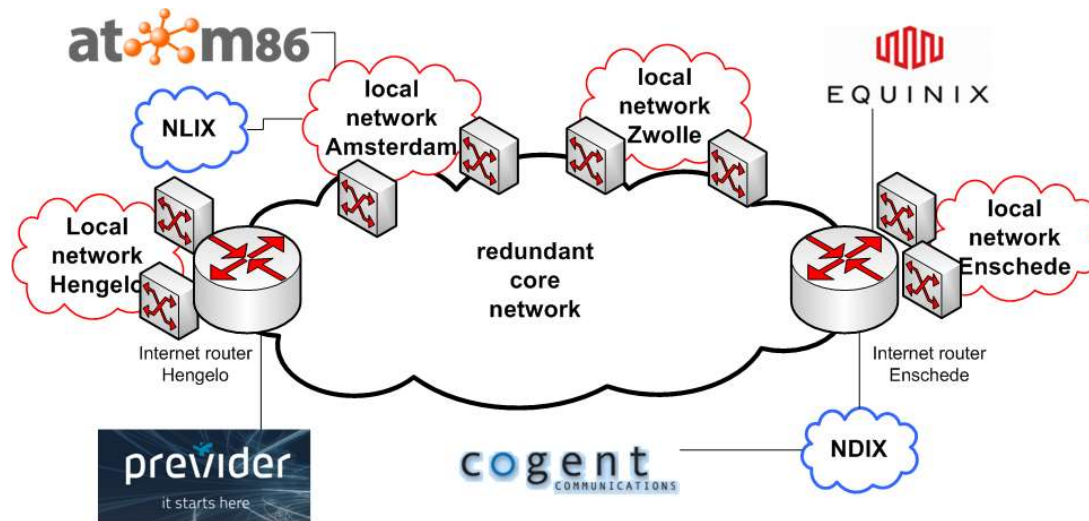 atom86
NLIX
local
network
Amsterdam
local
network
Zwolle
EQUINIX
Local
network
Hengelo
redundant
core
network
local
network
Enschede
Internet router
Hengelo
Internet router
Enschede
previder
it starts here
cogent
COMMUNICATIONS
NDIX